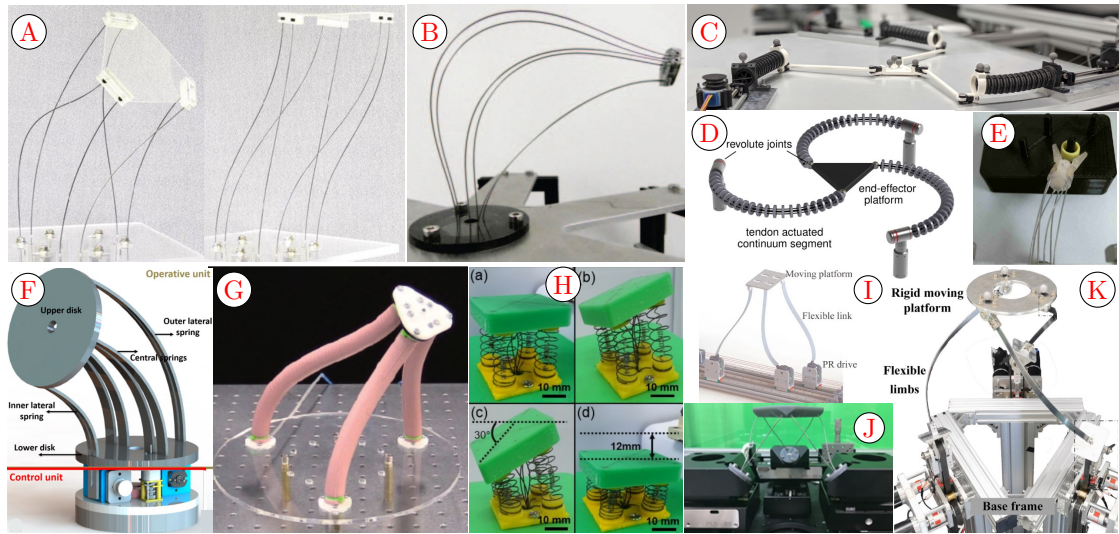 A
B
C
D
revolute joints
end-effector
platform
tendon actuated
continuum segment
E
F
Operative unit
Upper disk
Outer lateral
spring
Central springs
Inner lateral
spring
Lower disk
Control unit
G
H
(a)
(b)
10 mm
10 mm
(c)
(d)
30°
12mm
10 mm
10 mm
I
Moving platform
Flexible link
PR drive
J
K
Rigid moving
platform
Flexible
limbs
Base frame